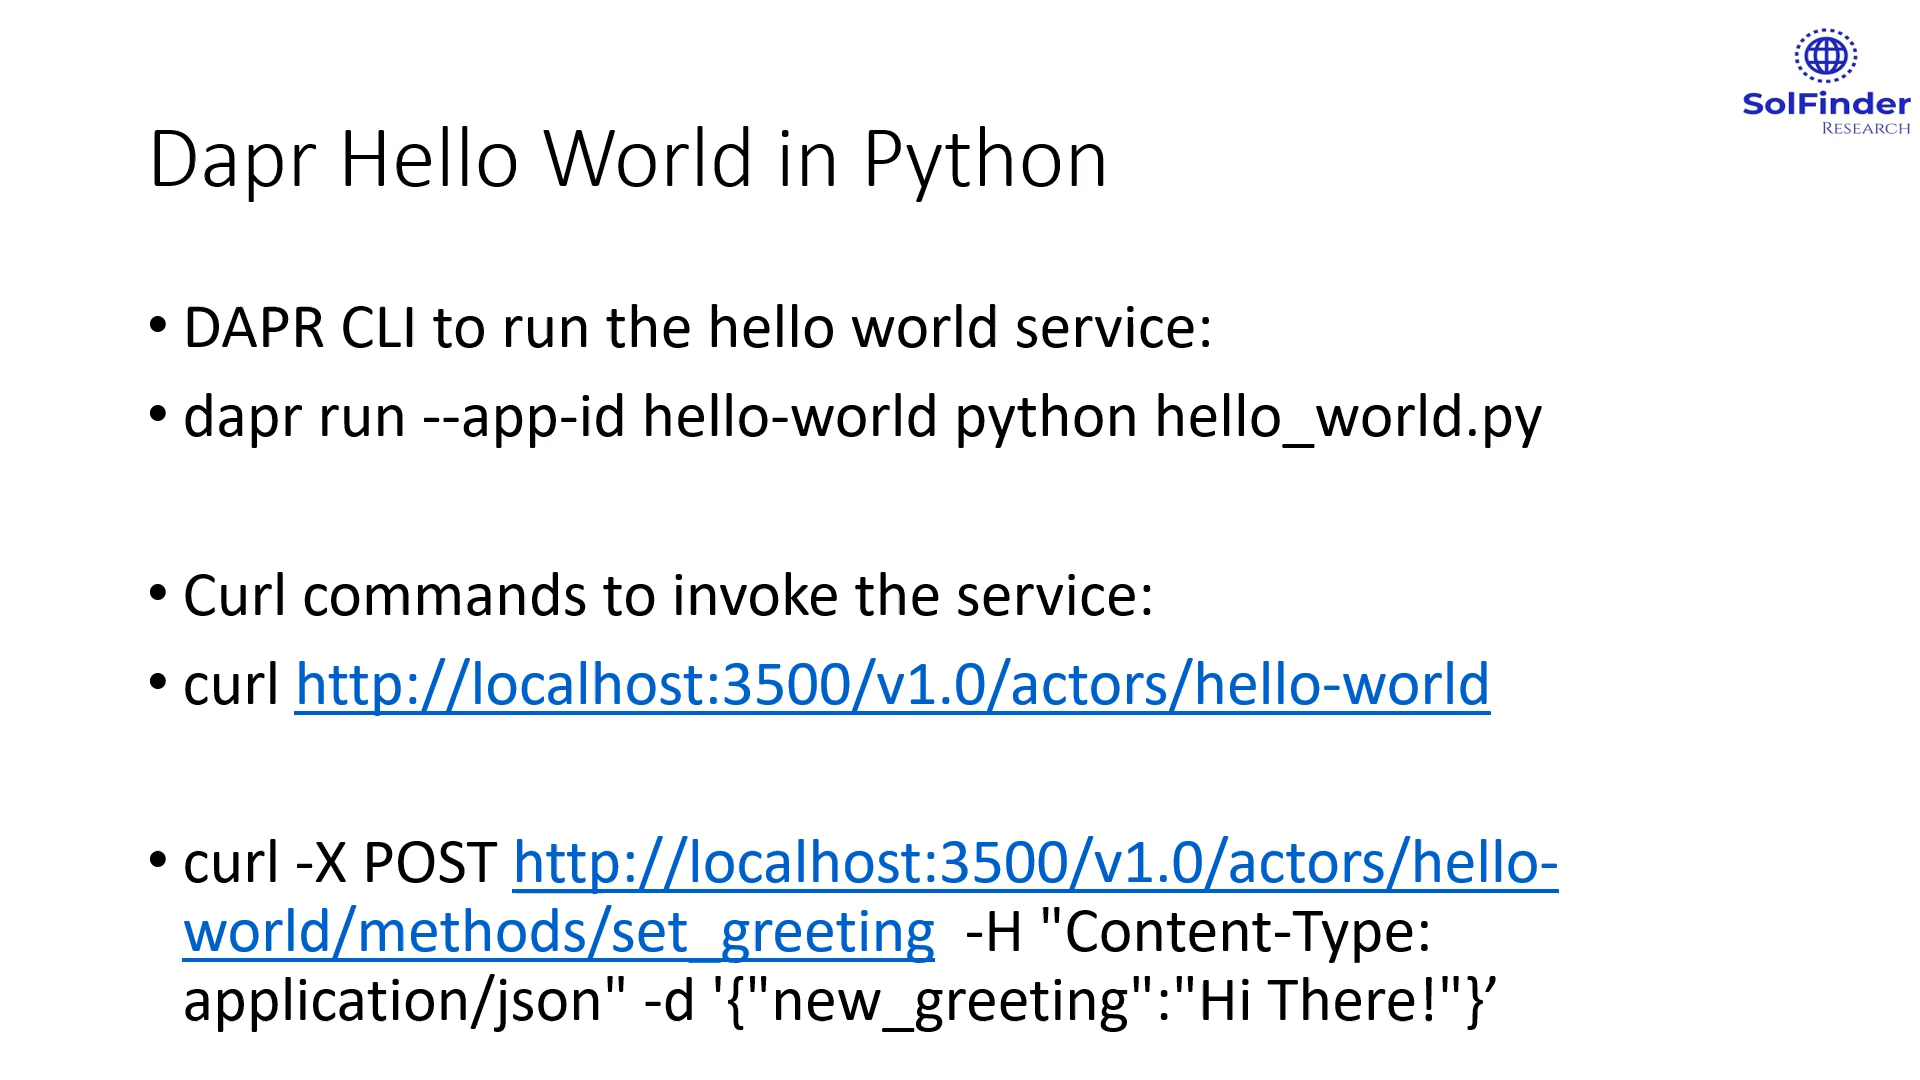 SolFinder
RESEARCH
Dapr Hello World in Python
• DAPR CLI to run the hello world service:
• dapr run --app-id hello-world python hello_world.py
• Curl commands to invoke the service:
• curl http://localhost:3500/v1.0/actors/hello-world
• curl -X POST http://localhost:3500/v1.0/actors/hello-
world/methods/set_greeting  -H "Content-Type:
application/json" -d '{"new_greeting":"Hi There!"}’